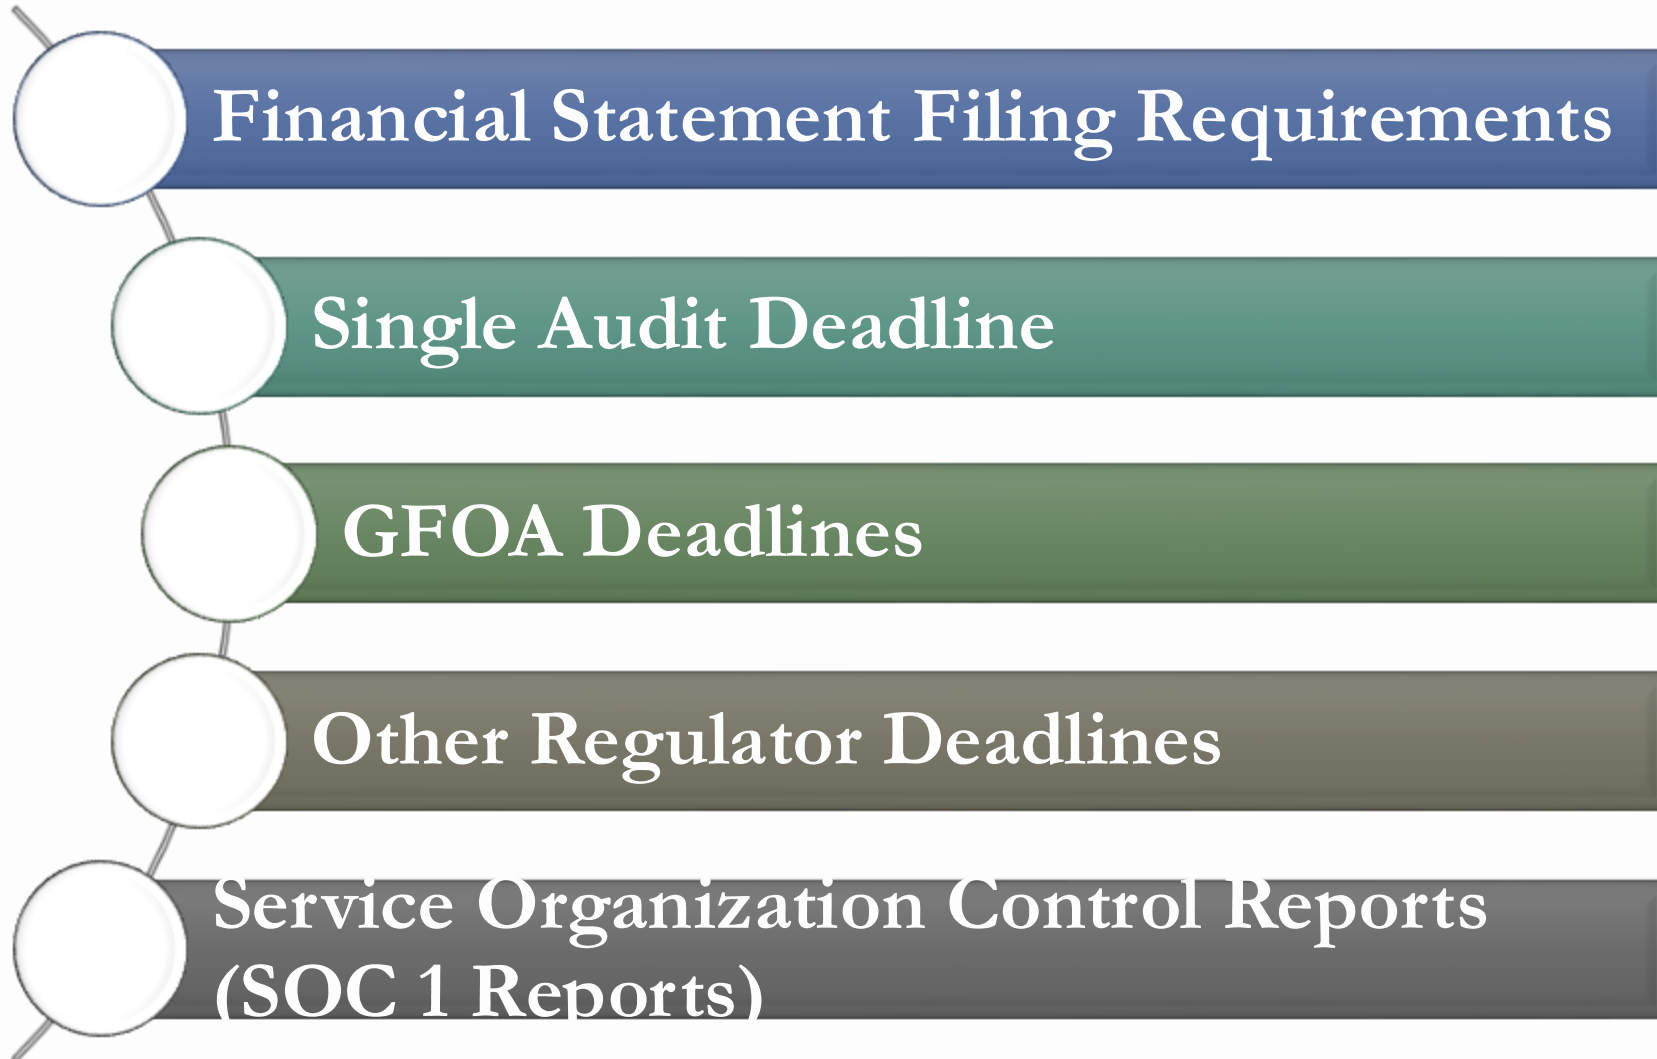 Financial Statement Filing Requirements
Single Audit Deadline
GFOA Deadlines
Other Regulator Deadlines
Service Organization Control Reports
(SOC 1 Reports)